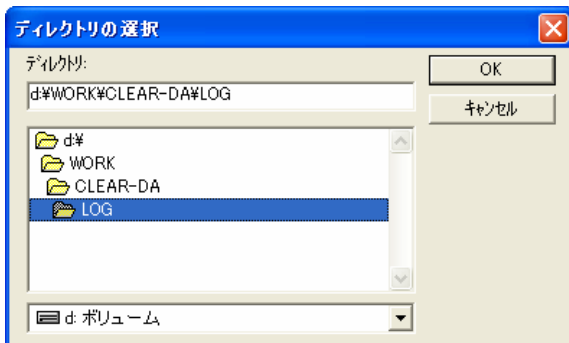 ディレクトリの選択
ディレクトリ:
d:¥WORK¥CLEAR-DA¥LOG
OK
キャンセル
d:¥
WORK
CLEAR-DA
LOG
d: ボリューム